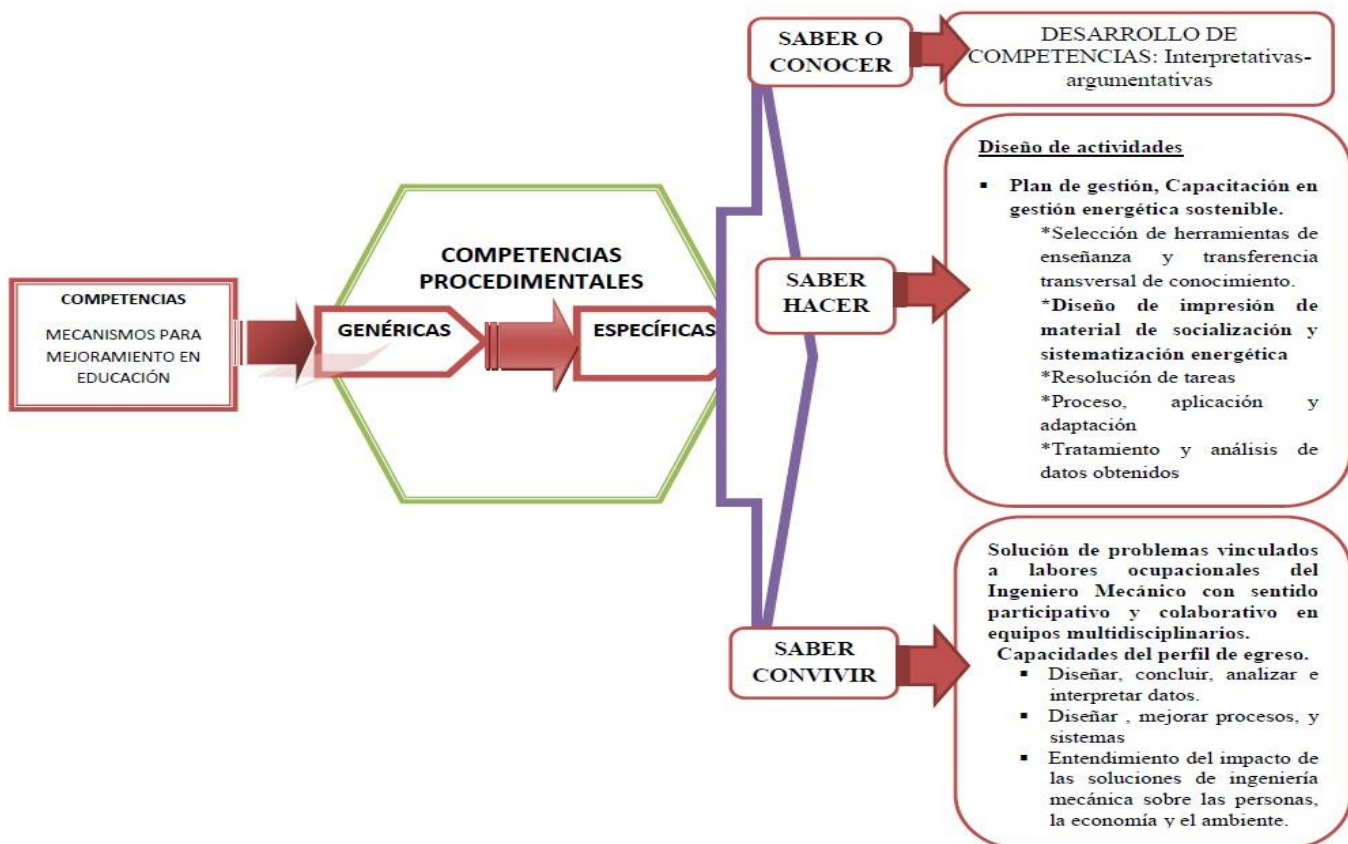 COMPETENCIAS
MECANISMOS PARA
MEJORAMIENTO EN
EDUCACIÓN
COMPETENCIAS
PROCEDIMENTALES
GENÉRICAS
ESPECÍFICAS
SABER O
CONOCER
DESARROLLO DE
COMPETENCIAS: Interpretativas-
argumentativas
SABER
HACER
Diseño de actividades
▪ Plan de gestión, Capacitación en
gestión energética sostenible.
*Selección de herramientas de
enseñanza y transferencia
transversal de conocimiento.
*Diseño de impresión de
material de socialización y
sistematización energética
*Resolución de tareas
*Proceso, aplicación y
adaptación
*Tratamiento y análisis de
datos obtenidos
SABER
CONVIVIR
Solución de problemas vinculados
a labores ocupacionales del
Ingeniero Mecánico con sentido
participativo y colaborativo en
equipos multidisciplinarios.
Capacidades del perfil de egreso.
▪ Diseñar, concluir, analizar e
interpretar datos.
▪ Diseñar , mejorar procesos, y
sistemas
▪ Entendimiento del impacto de
las soluciones de ingeniería
mecánica sobre las personas,
la economía y el ambiente.